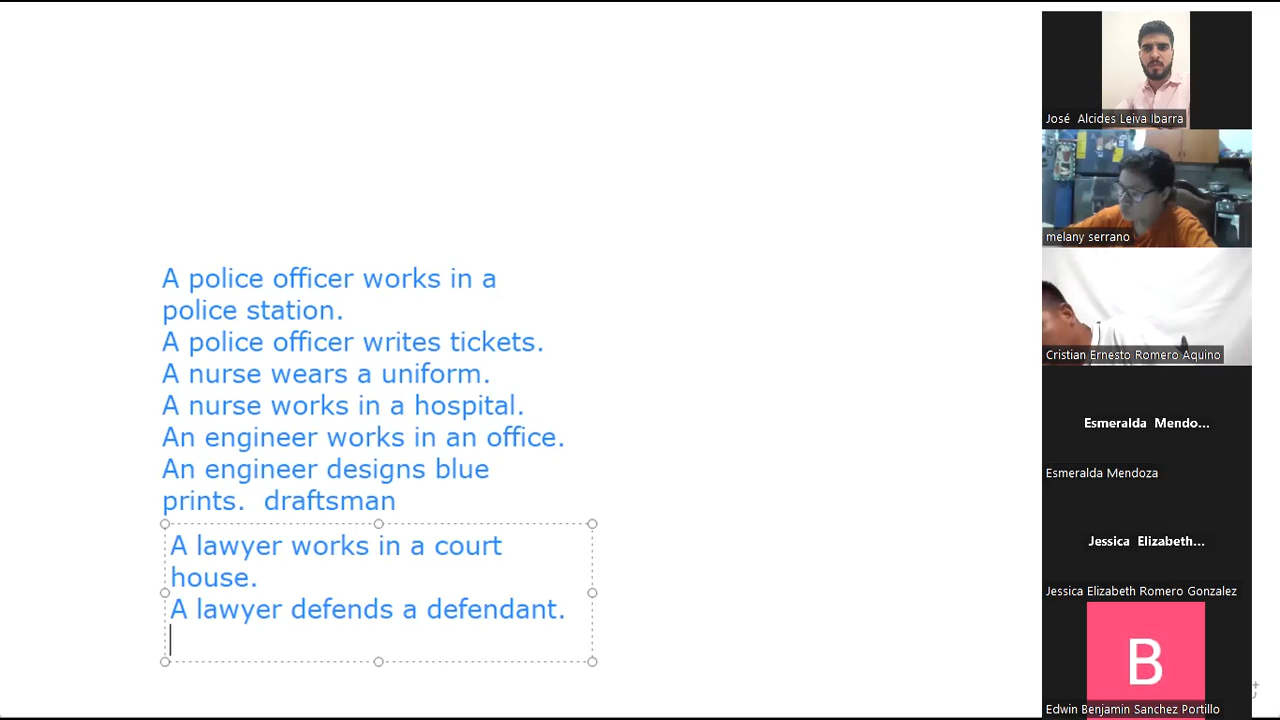 A police officer works in a
police station.
A police officer writes tickets.
A nurse wears a uniform.
A nurse works in a hospital.
An engineer works in an office.
An engineer designs blue
prints.  draftsman
A lawyer works in a court
house.
A lawyer defends a defendant.
José  Alcides Leiva Ibarra
melany serrano
Cristian Ernesto Romero Aquino
Esmeralda  Mendo...
Esmeralda Mendoza
Jessica  Elizabeth...
Jessica Elizabeth Romero Gonzalez
B
Edwin Benjamin Sanchez Portillo